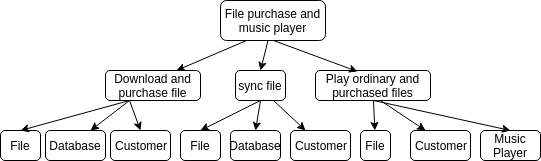 File purchase and
music player
Download and
purchase file
sync file
Play ordinary and
purchased files
File
Database
Customer
File
Database
Customer
File
Customer
Music
Player